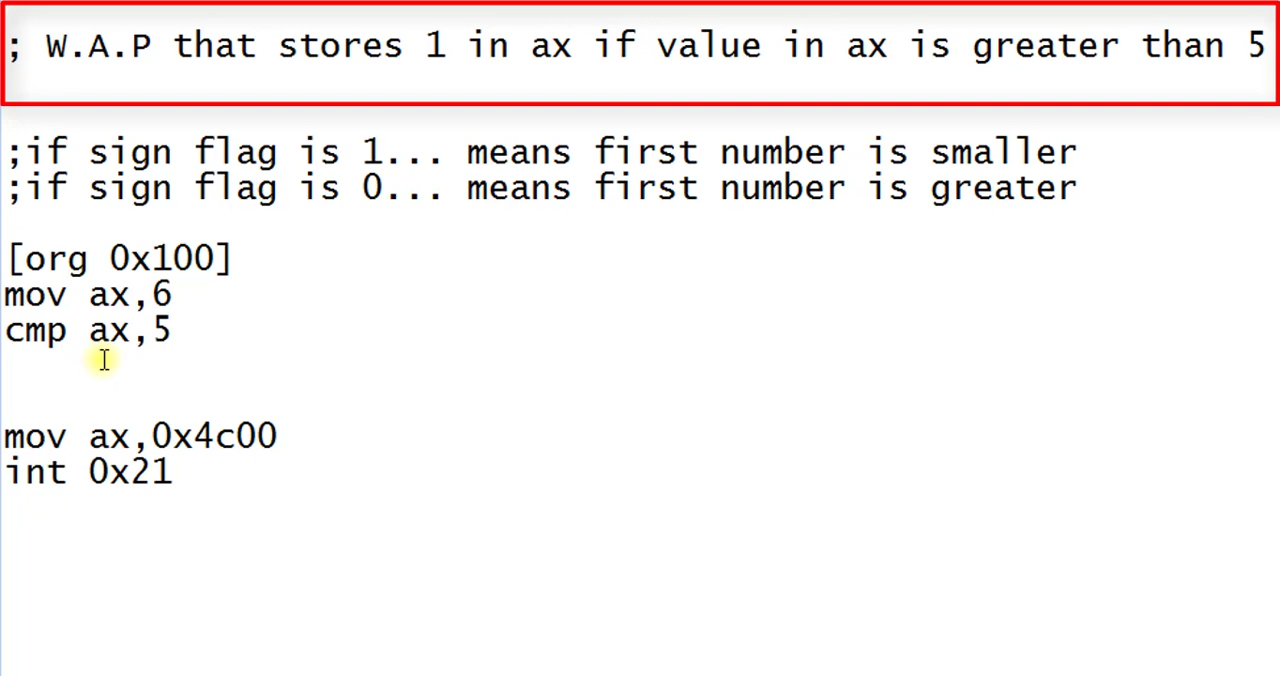 ; W.A.P that stores 1 in ax if value in ax is greater than 5
;if sign flag is 1... means first number is smaller
;if sign flag is 0... means first number is greater
[org 0x100]
mov ax,6
cmp ax,5
mov ax,0x4c00
int 0x21